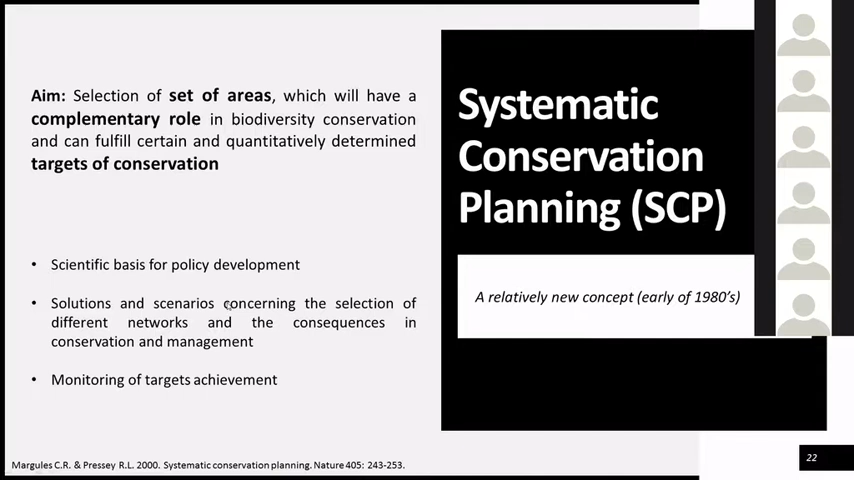 Aim: Selection of set of areas, which will have a
complementary role in biodiversity conservation
and can fulfill certain and quantitatively determined
targets of conservation
• Scientific basis for policy development
• Solutions and scenarios concerning the selection of
different networks and the consequences in
conservation and management
• Monitoring of targets achievement
Margules C.R. & Pressey R.L. 2000. Systematic conservation planning. Nature 405: 243-253.
Systematic
Conservation
Planning (SCP)
A relatively new concept (early of 1980's)
22